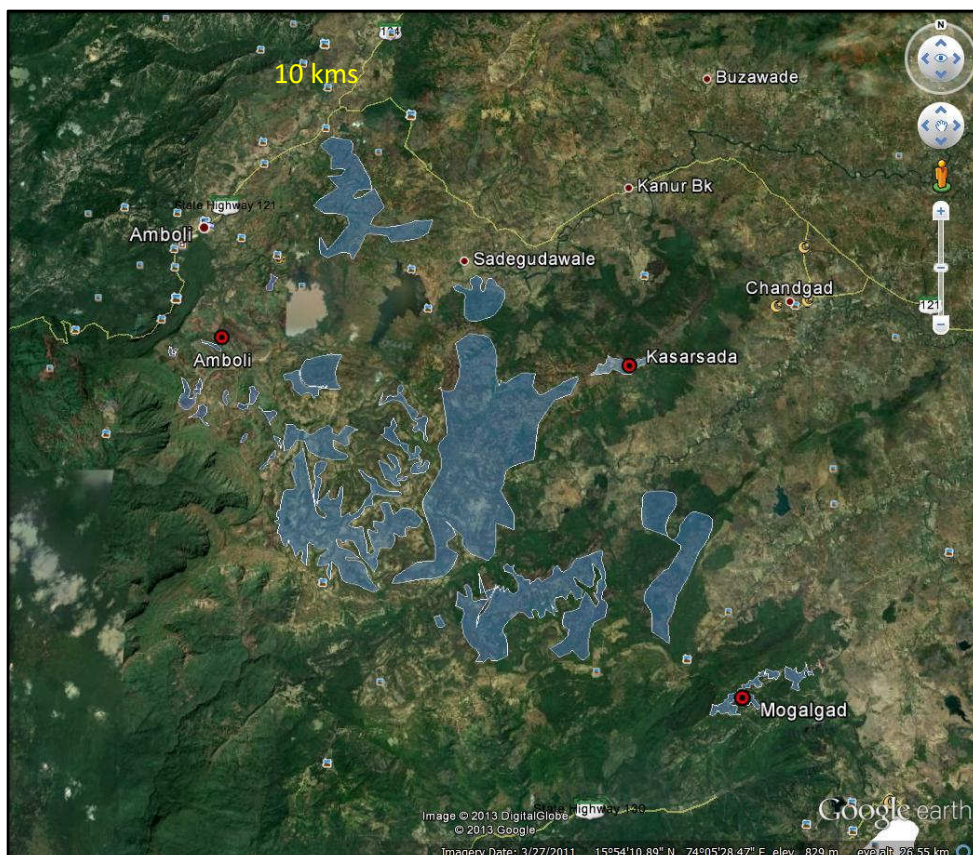 N
10 kms
Buzawade
Kanur Bk
State Highway 121
Amboli
Sadegudawale
Chandgad
121
Amboli
Kasarsada
Mogalgad
State Highway 130
Image © 2013 DigitalGlobe
© 2013 Google
Google earth
Imagery Date: 3/27/2011 15°54'10.89" N 74°05'28.47" E elev 829 m eye alt 26.55 km